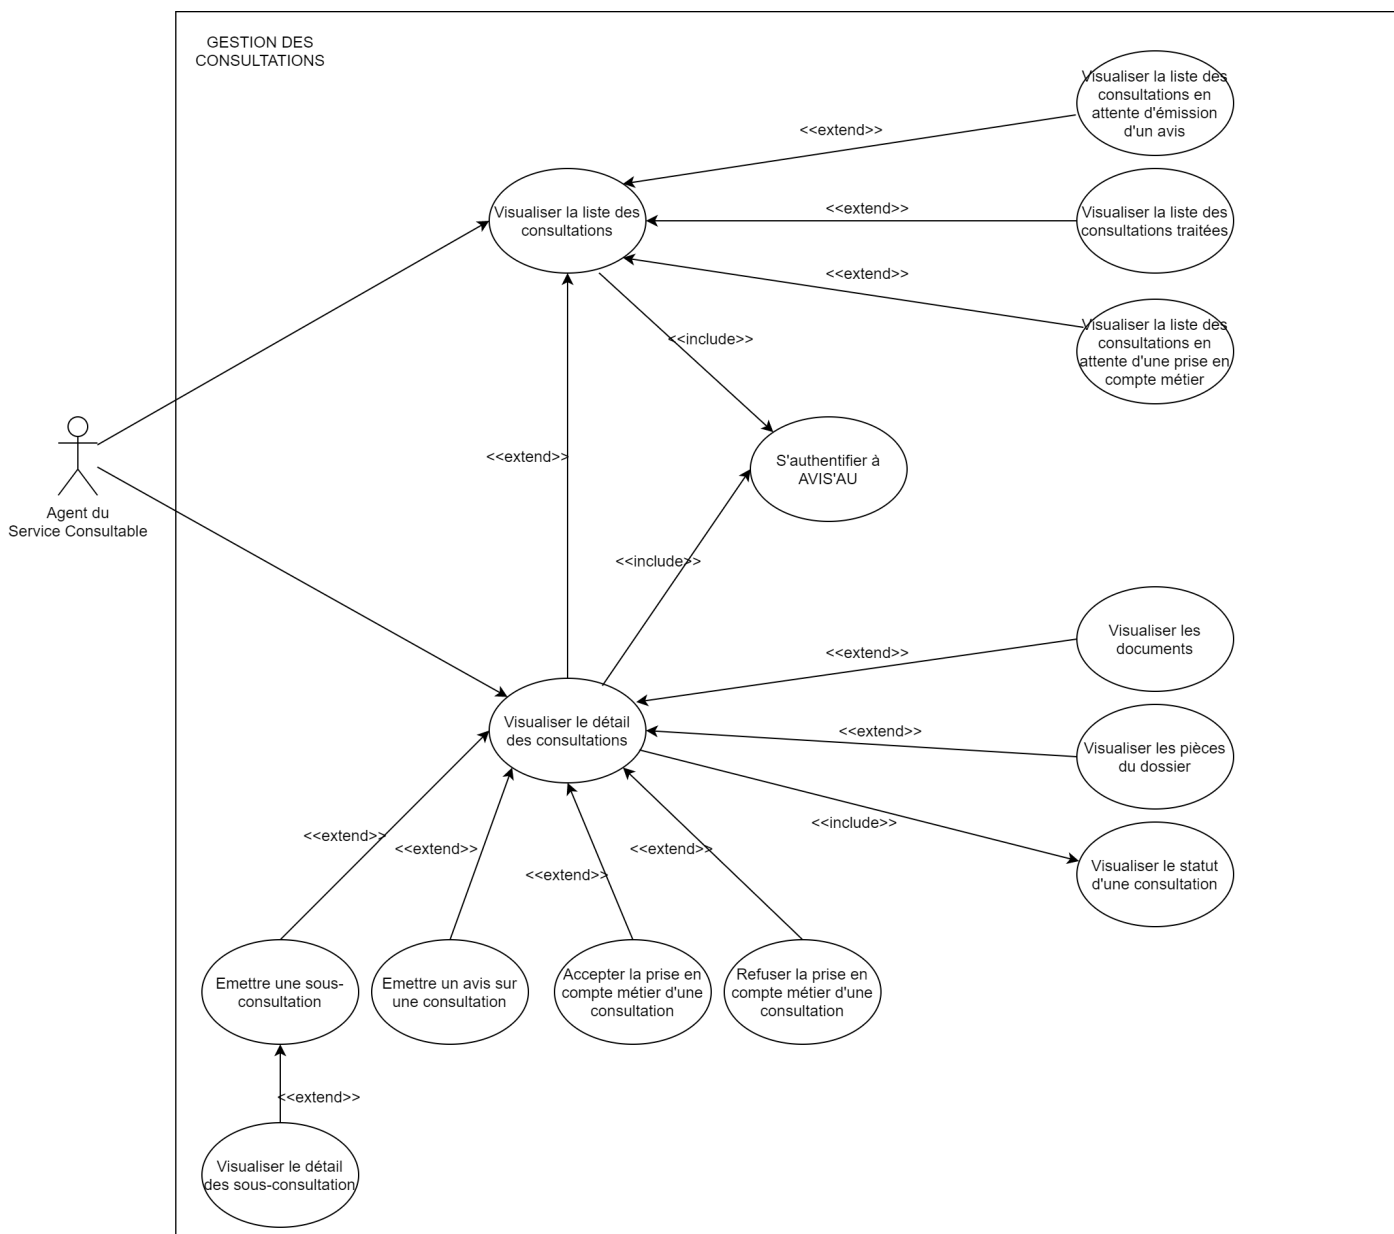 GESTION DES
CONSULTATIONS
Visualiser la liste des
consultations en
attente d'émission
d'un avis
<<extend>>
Visualiser la liste des
consultations
<<extend>>
Visualiser la liste des
consultations traitées
<<extend>>
Visualiser la liste des
consultations en
attente d'une prise en
compte métier
<<include>>
<<extend>>
S'authentifier à
AVIS'AU
Agent du
Service Consultable
<<include>>
Visualiser les
documents
<<extend>>
Visualiser le détail
des consultations
<<extend>>
Visualiser les pièces
du dossier
<<include>>
Visualiser le statut
d'une consultation
<<extend>>
<<extend>>
<<extend>>
<<extend>>
Emettre une sous-
consultation
Emettre un avis sur
une consultation
Accepter la prise en
compte métier d'une
consultation
Refuser la prise en
compte métier d'une
consultation
<<extend>>
Visualiser le détail
des sous-consultation